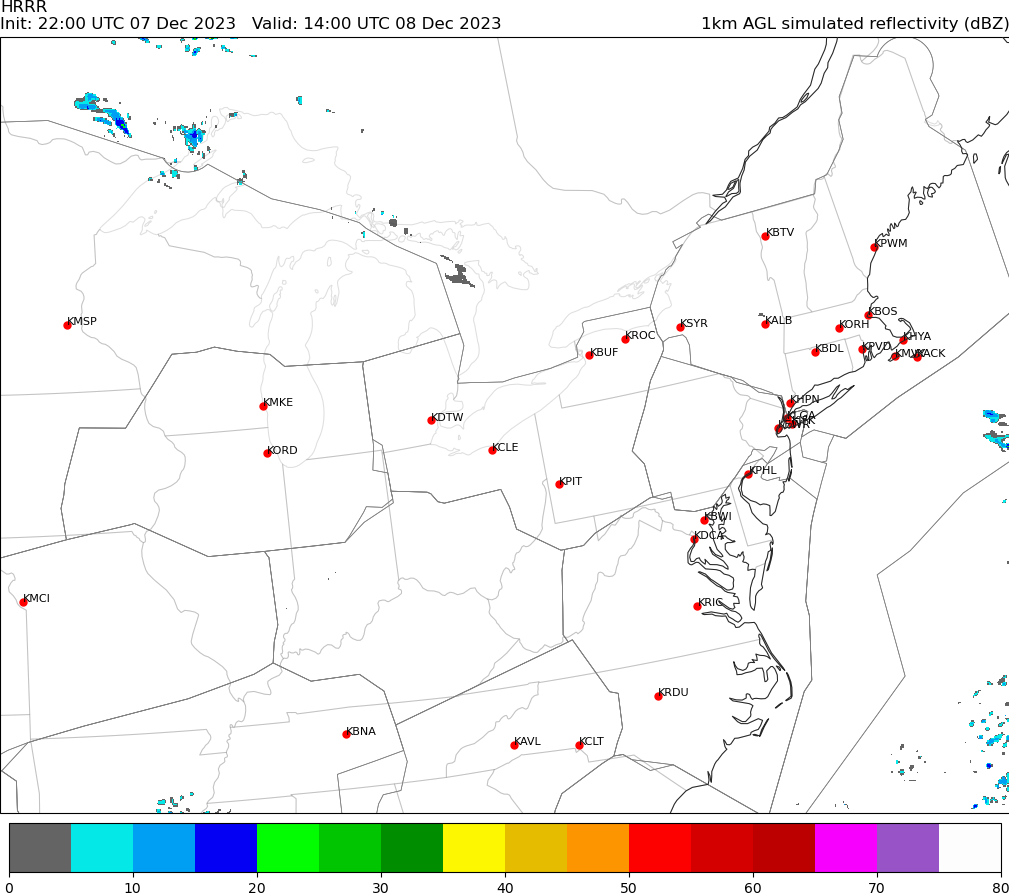 HRRR
Init: 22:00 UTC 07 Dec 2023 Valid: 14:00 UTC 08 Dec 2023 1km AGL simulated reflectivity (dBZ)
KBTV
KPWM
KBOS
KMSP
KSYR
KALB
KORH
KROC
KHYA
KBUF
KBDL
KPVD
KACK
KMKE
KHPN
KDTW
KLGA
KORD
KCLE
KPHL
KPIT
KBWI
KDCA
KMCI
KRIC
KRDU
KBNA
KAVL
KCLT
0 10 20 30 40 50 60 70 80